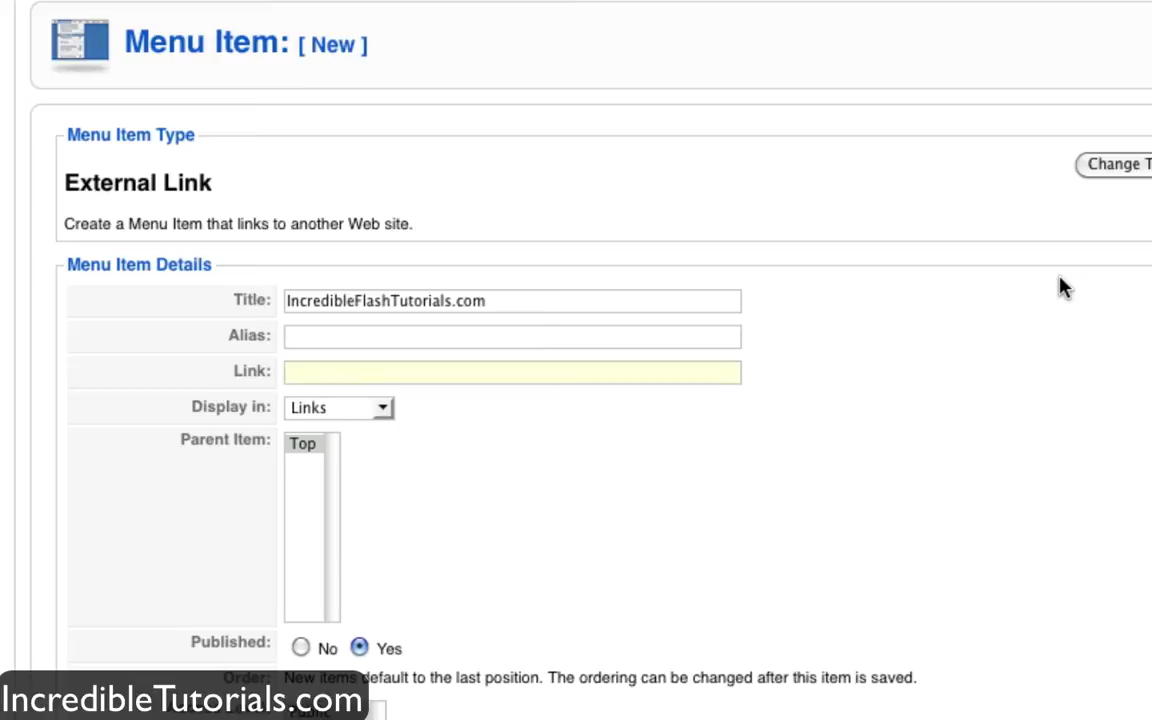 Menu Item: [ New ]
Menu Item Type
External Link
Change
Create a Menu Item that links to another Web site.
Menu Item Details
Title: IncredibleFlashTutorials.com
Alias:
Link:
Display in: Links
Parent Item: Top
Published: No Yes
Order: New items default to the last position. The ordering can be changed after this item is saved.
IncredibleTutorials.com